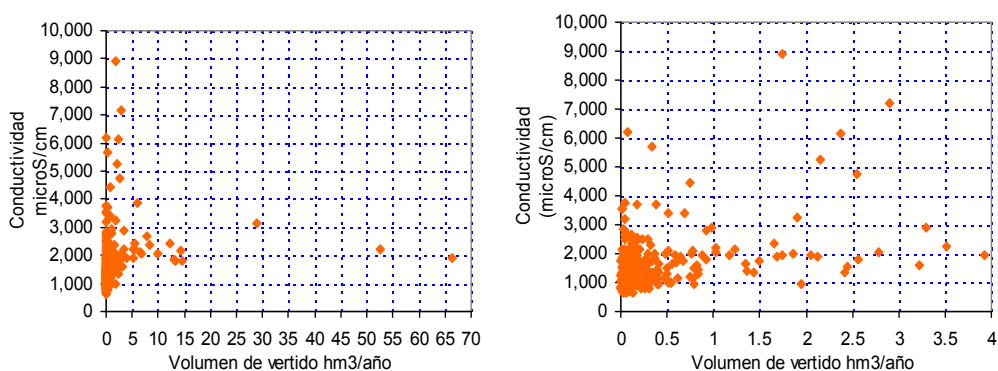 10,000
9,000
8,000
7,000
6,000
5,000
4,000
3,000
2,000
1,000
0
Conductividad
microS/cm
0 5 10 15 20 25 30 35 40 45 50 55 60 65 70
Volumen de vertido hm3/año
10,000
9,000
8,000
7,000
6,000
5,000
4,000
3,000
2,000
1,000
0
Conductividad
(microS/cm)
0 0.5 1 1.5 2 2.5 3 3.5 4
Volumen de vertido hm3/año